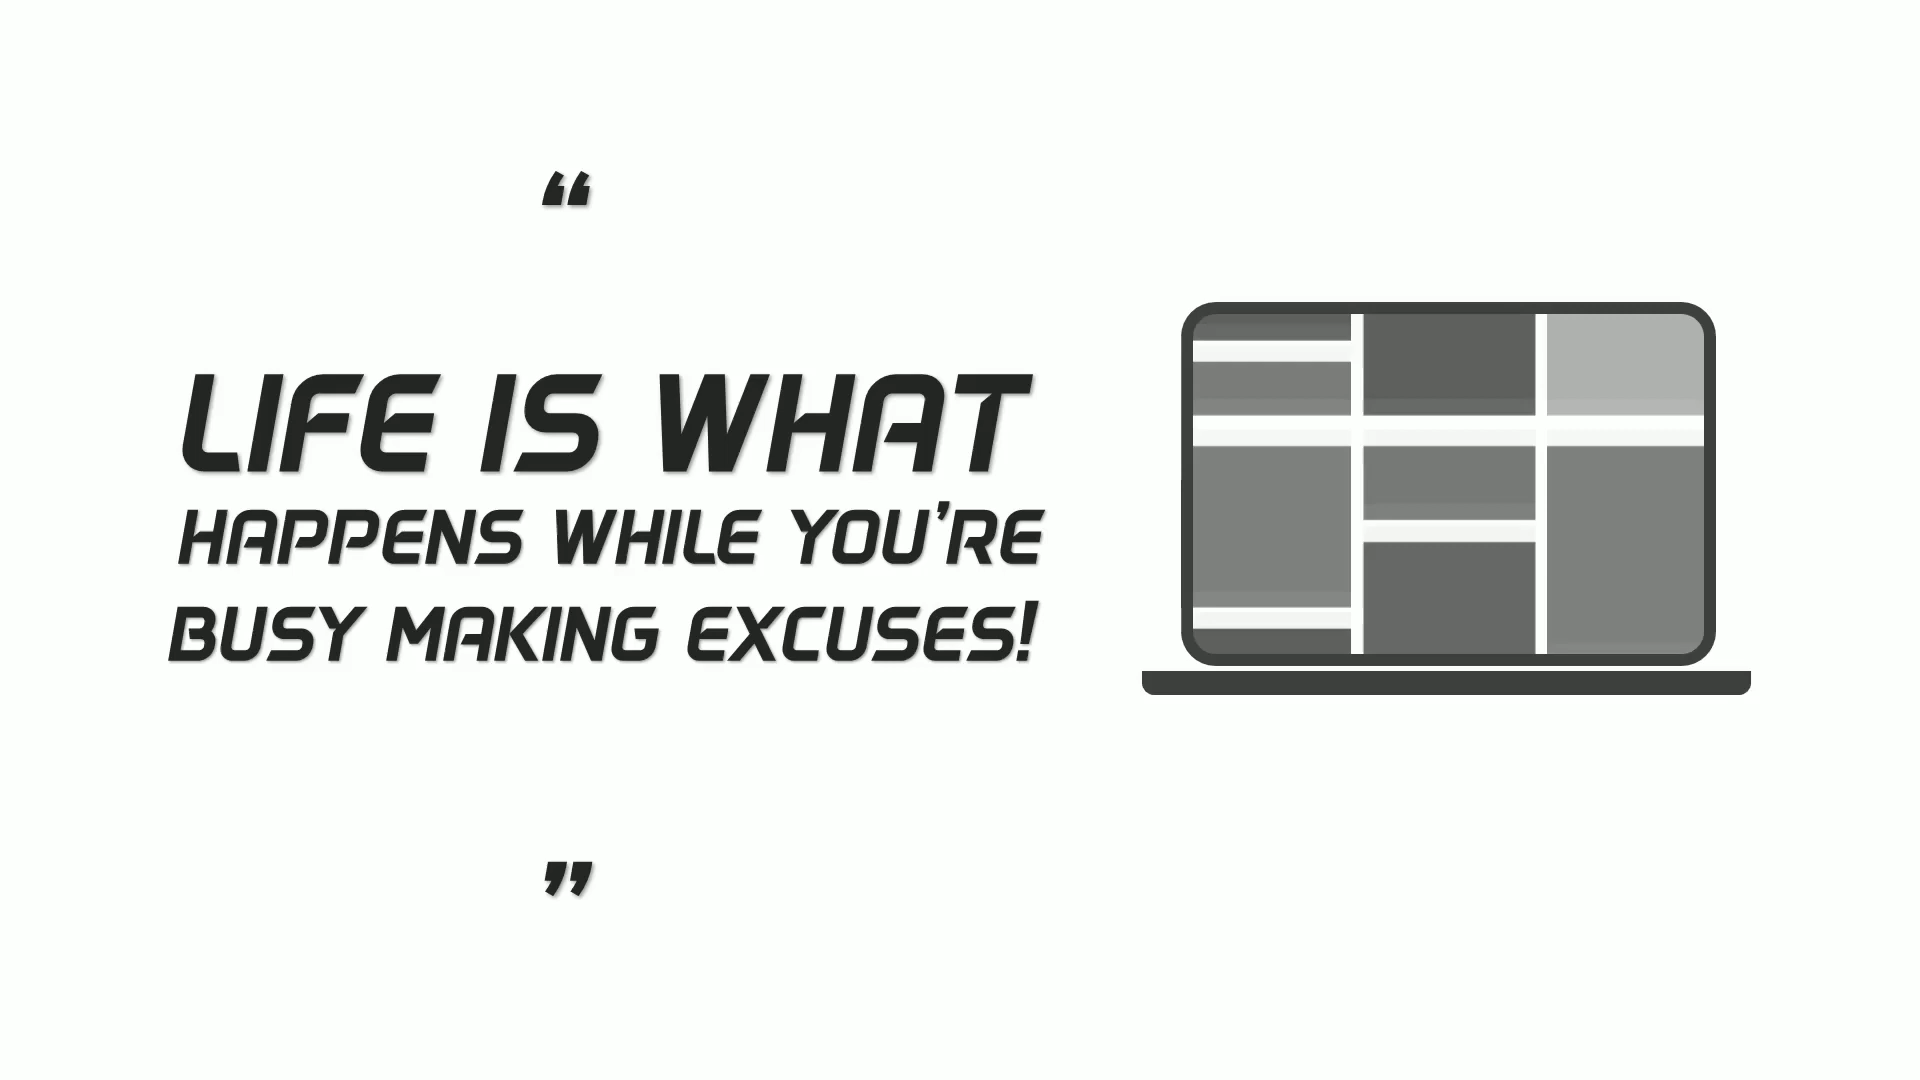 “
LIFE IS WHAT
HAPPENS WHILE YOU’RE
BUSY MAKING EXCUSES!
”